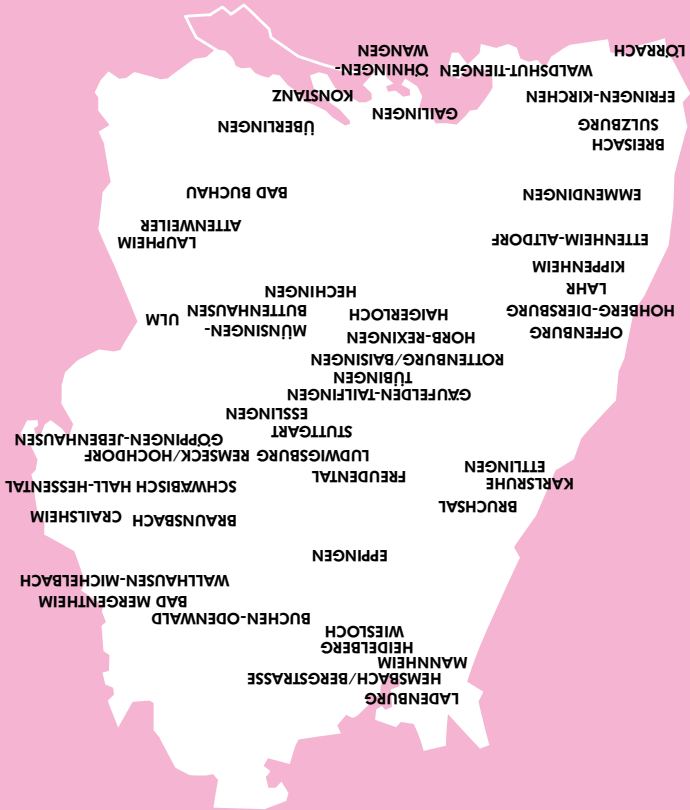 LADENBURG
HEMSBACH/BERGSTRASSE
MANNHEIM
HEIDELBERG
WIESLOCH
BUCHEN-ODENWALD
BAD MERGENTHEIM
WALLHAUSEN-MICHELBACH
EPPINGEN
BRAUNSBACH
CRAILSHEIM
BRUCHSAL
SCHWÄBISCH HALL-HESSENTAL
KARLSRUHE
FREUDENTAL
ETTLINGEN
LUDWIGSBURG
REMSECK/HOCHDORF
GÖPPINGEN-JEBENHAUSEN
STUTTGART
ESSLINGEN
GÄUFELDEN-TAILFINGEN
TÜBINGEN
ROTTENBURG/BAISINGEN
HORB-REXINGEN
OFFENBURG
MÜNSINGEN-
BUTTENHAUSEN
ULM
HAIGERLOCH
HOHBERG-DIERSBURG
HECHINGEN
LAHR
KIPPENHEIM
LAUPHEIM
ETTENHEIM-ALTDORF
ATTENWEILER
EMMENDINGEN
BAD BUCHAU
BREISACH
SULZBURG
ÜBERLINGEN
GAILINGEN
EFRINGEN-KIRCHEN
KONSTANZ
WALDSHUT-TIENGEN
ÖHNINGEN-
WANGEN
LÖRRACH